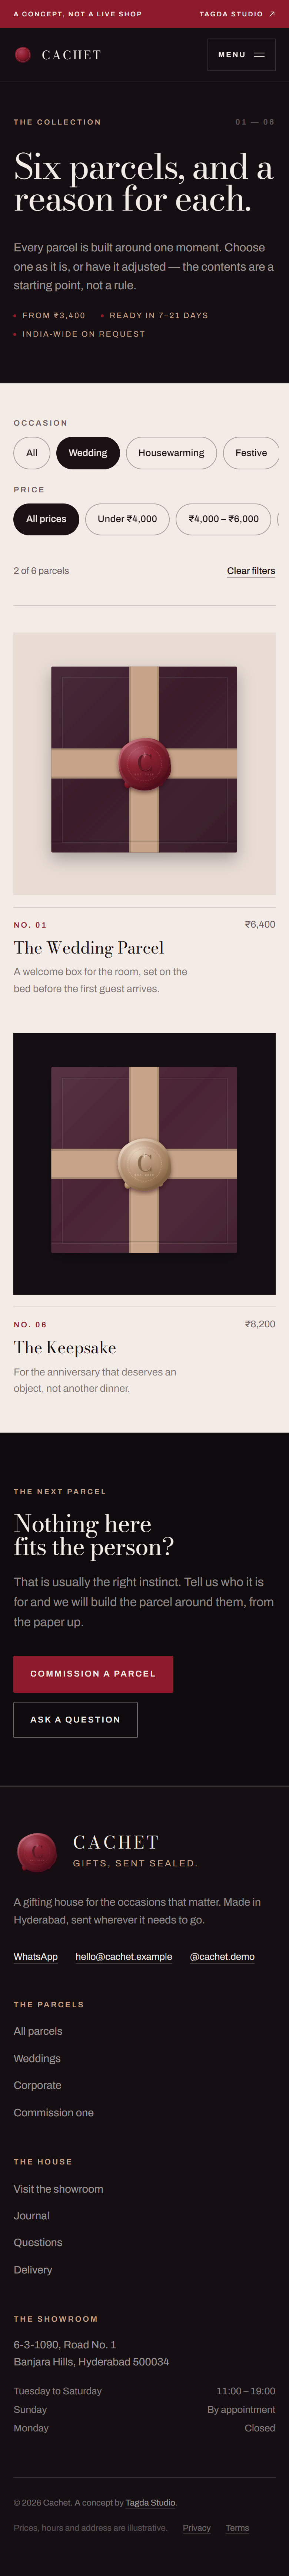 A CONCEPT, NOT A LIVE SHOP TAGDA STUDIO ↗
CACHET MENU
THE COLLECTION 01 — 06
Six parcels, and a
reason for each.
Every parcel is built around one moment. Choose
one as it is, or have it adjusted — the contents are a
starting point, not a rule.
FROM ₹3,400 READY IN 7–21 DAYS
INDIA-WIDE ON REQUEST
OCCASION
All Wedding Housewarming Festive
PRICE
All prices Under ₹4,000 ₹4,000 – ₹6,000
2 of 6 parcels Clear filters
C
NO. 01 ₹6,400
The Wedding Parcel
A welcome box for the room, set on the
bed before the first guest arrives.
C
NO. 06 ₹8,200
The Keepsake
For the anniversary that deserves an
object, not another dinner.
THE NEXT PARCEL
Nothing here
fits the person?
That is usually the right instinct. Tell us who it is
for and we will build the parcel around them, from
the paper up.
COMMISSION A PARCEL
ASK A QUESTION
CACHET
GIFTS, SENT SEALED.
A gifting house for the occasions that matter. Made in
Hyderabad, sent wherever it needs to go.
WhatsApp hello@cachet.example @cachet.demo
THE PARCELS
All parcels
Weddings
Corporate
Commission one
THE HOUSE
Visit the showroom
Journal
Questions
Delivery
THE SHOWROOM
6-3-1090, Road No. 1
Banjara Hills, Hyderabad 500034
Tuesday to Saturday 11:00 – 19:00
Sunday By appointment
Monday Closed
© 2026 Cachet. A concept by Tagda Studio.
Prices, hours and address are illustrative. Privacy Terms